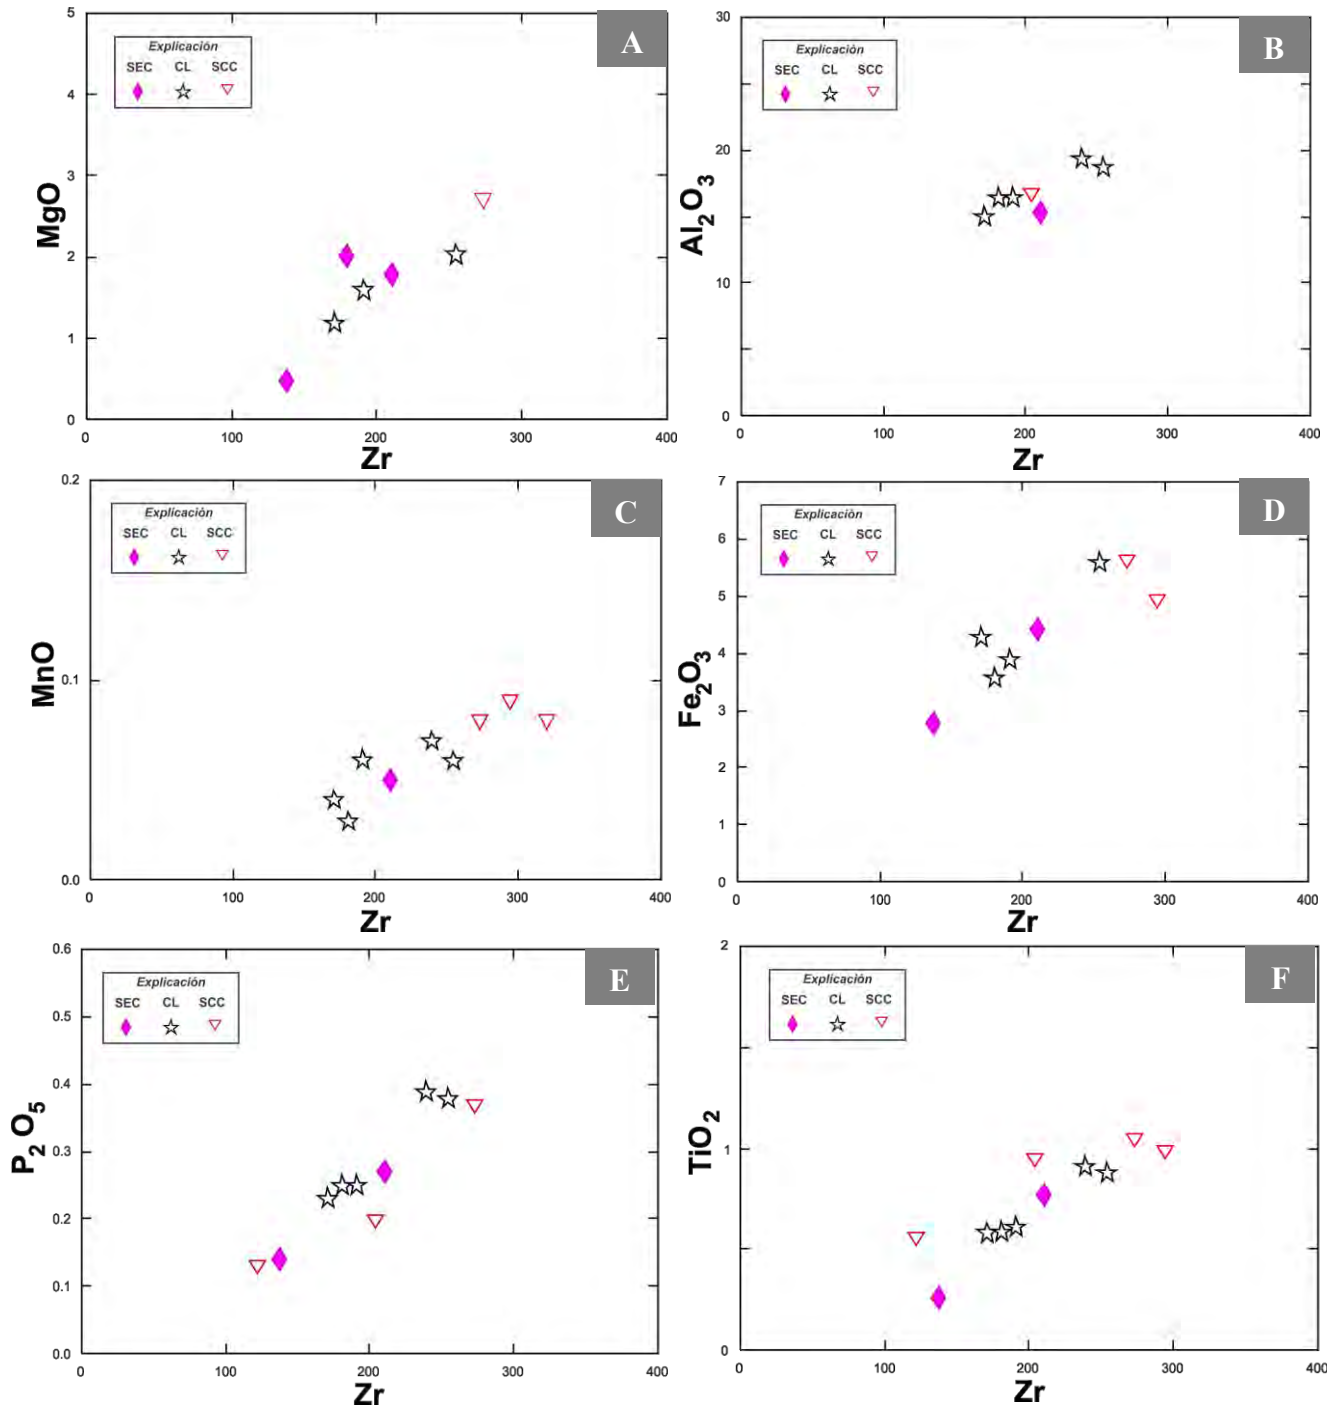 A
Explicación
SEC CL SCC
MgO
5
4
3
2
1
0
0 100 200 300 400
Zr
B
Explicación
SEC CL SCC
Al2O3
30
20
10
0
0 100 200 300 400
Zr
C
Explicación
SEC CL SCC
MnO
0.2
0.1
0.0
0 100 200 300 400
Zr
D
Explicación
SEC CL SCC
Fe2O3
7
6
5
4
3
2
1
0
0 100 200 300 400
Zr
E
Explicación
SEC CL SCC
P2O5
0.6
0.5
0.4
0.3
0.2
0.1
0.0
0 100 200 300 400
Zr
F
Explicación
SEC CL SCC
TiO2
2
1
0
0 100 200 300 400
Zr